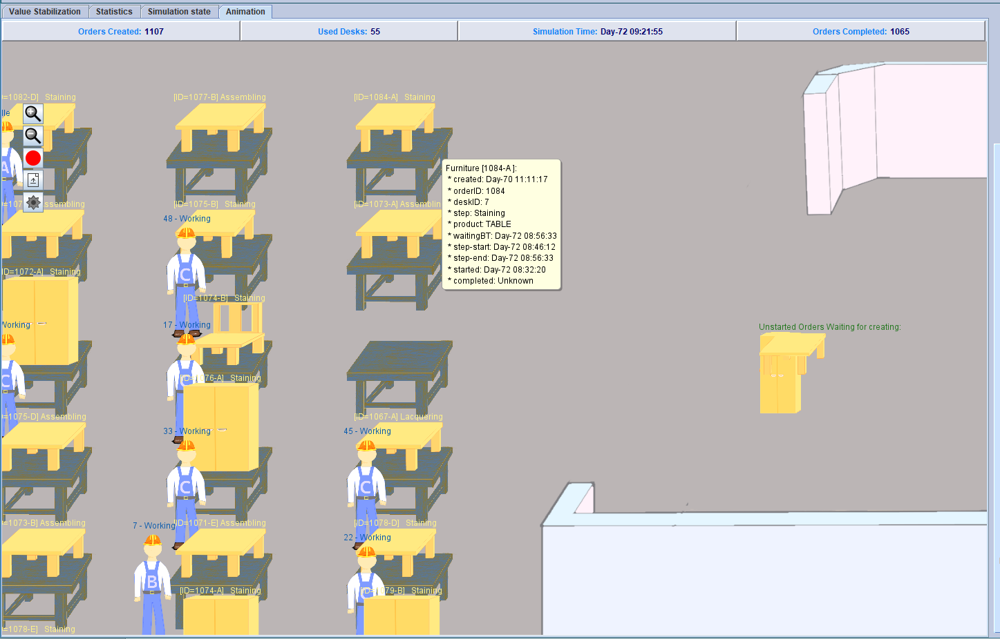 Value Stabilization
Statistics
Simulation state
Animation
Orders Created: 1107
Used Desks: 55
Simulation Time: Day-72 09:21:55
Orders Completed: 1065
=1082-D] Staining
[ID=1077-B] Assembling
[ID=1084-A] Staining
lle
A
Furniture [1084-A ]:
* created: Day-70 11:11:17
* orderID: 1084
* deskID: 7
* step: Staining
* product: TABLE
* waitingBT: Day-72 08:56:33
* step-start: Day-72 08:46:12
* step-end: Day-72 08:56:33
* started: Day-72 08:32:20
* completed: Unknown
=107 ssembling
[ID=1075-B] Staining
[ID=1073-A] Assemblin
48 - Working
C
ID=1072-A] Staining
[ID=1074-B] Staining
Working
17 - Working
C
C
Unstarted Orders Waiting for creating:
[ID=1076-A] Staining
=1075-D] Assembling
[ID=1067-A] Lacquering
33 - Working
45 - Working
C
C
=1073-B] Assembling
[ID=1071-E] Assembling
[ID=1078-D] Staining
7 - Working
22 - Working
B
C
[ID=1074-A] Staining
[ID=1079-B] Staining
=1078-E] Staining